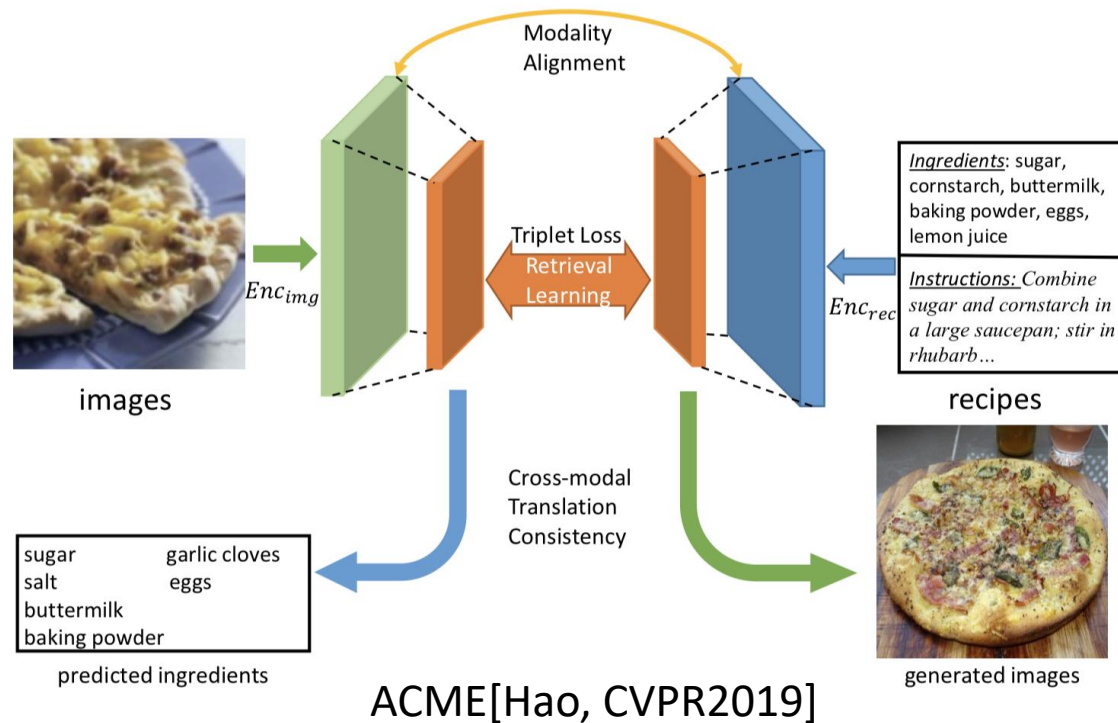 Modality
Alignment
Ingredients: sugar,
cornstarch, buttermilk,
baking powder, eggs,
lemon juice
Triplet Loss
Retrieval
Learning
Enc_img
Enc_rec
Instructions: Combine
sugar and cornstarch in
a large saucepan; stir in
rhubarb…
images
recipes
Cross-modal
Translation
Consistency
sugar garlic cloves
salt eggs
buttermilk
baking powder
predicted ingredients
generated images
ACME[Hao, CVPR2019]